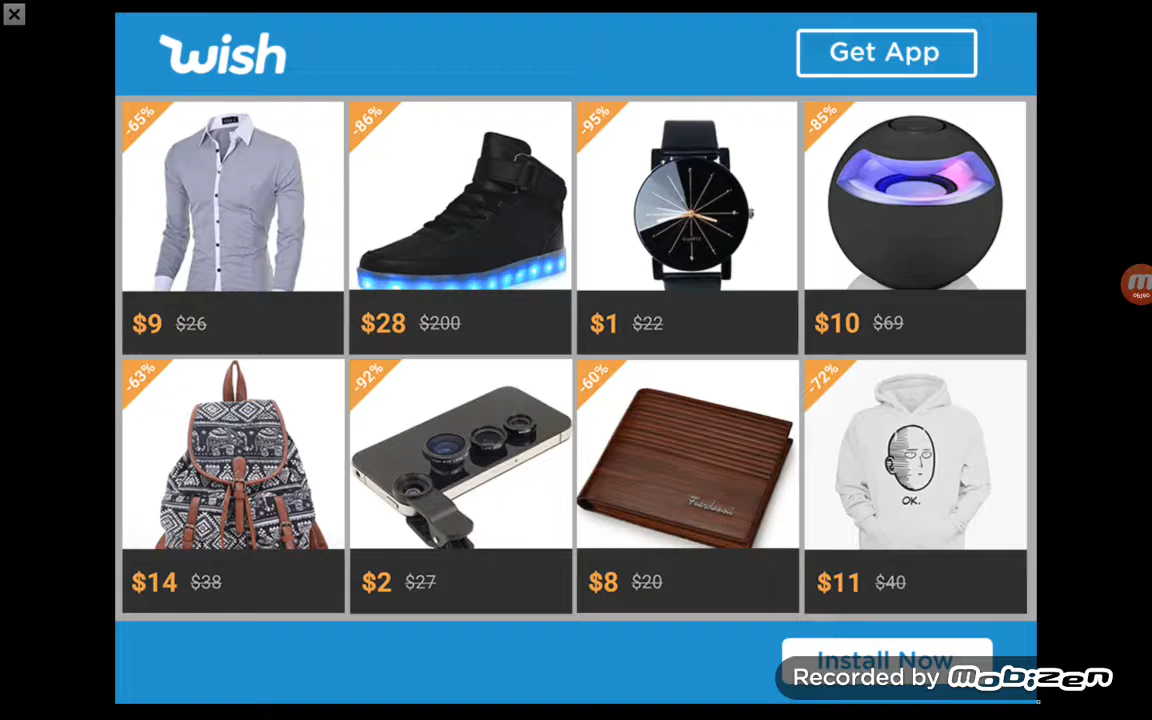 wish
Get App
-65%
-86%
-95%
-85%
$9 $26
$28 $200
$1 $22
$10 $69
-63%
-92%
-60%
-72%
OK.
$14 $38
$2 $27
$8 $20
$11 $40
Install Now
Recorded by Mobizen
QUARTZ